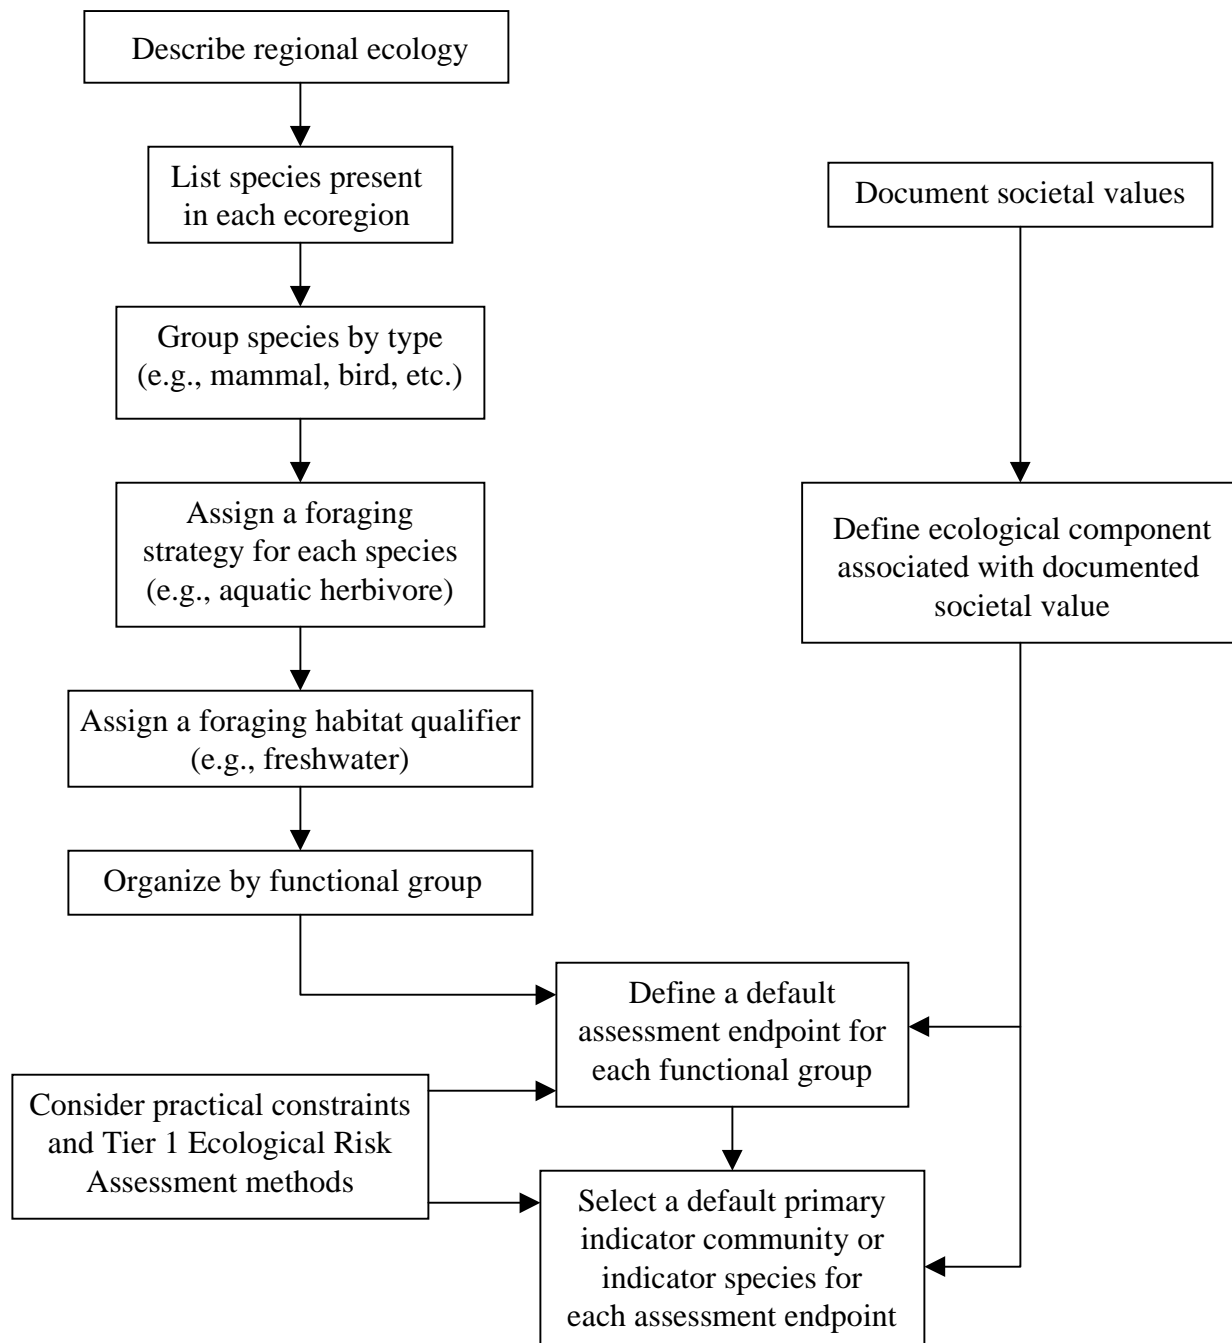 Describe regional ecology
List species present
in each ecoregion
Document societal values
Group species by type
(e.g., mammal, bird, etc.)
Assign a foraging
strategy for each species
(e.g., aquatic herbivore)
Define ecological component
associated with documented
societal value
Assign a foraging habitat qualifier
(e.g., freshwater)
Organize by functional group
Define a default
assessment endpoint for
each functional group
Consider practical constraints
and Tier 1 Ecological Risk
Assessment methods
Select a default primary
indicator community or
indicator species for
each assessment endpoint